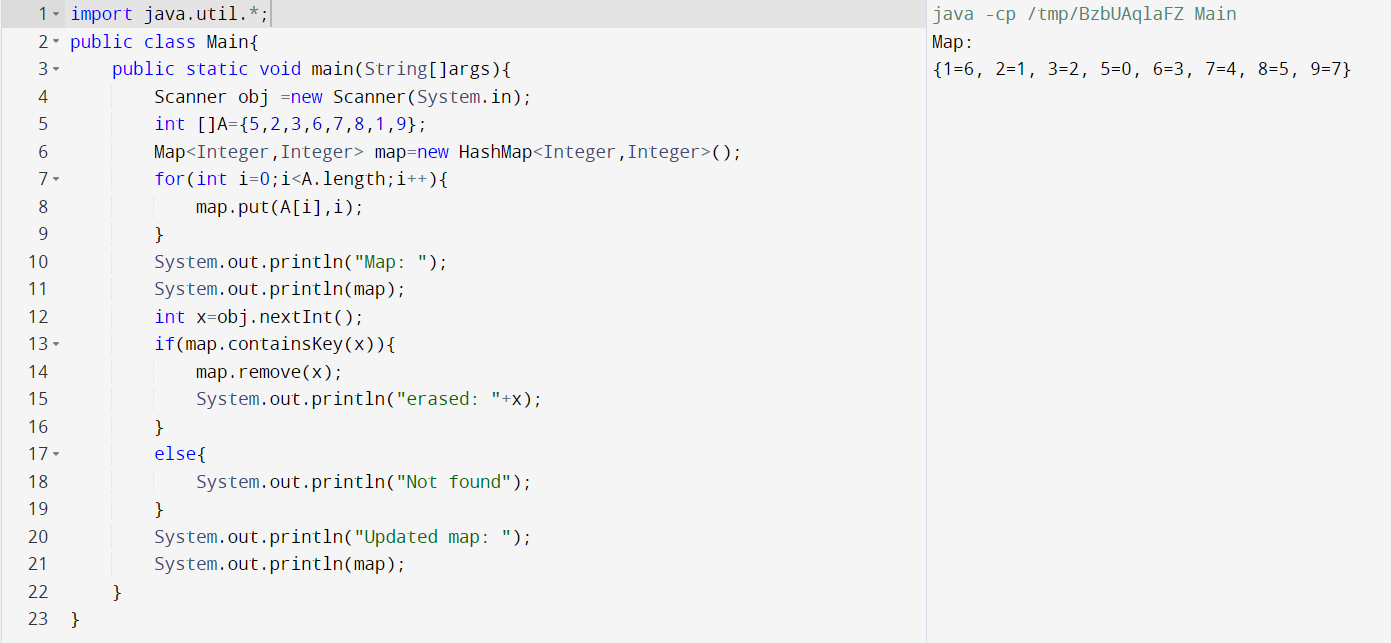 1 import java.util.*;
2 public class Main{
3     public static void main(String[]args){
4         Scanner obj =new Scanner(System.in);
5         int []A={5,2,3,6,7,8,1,9};
6         Map<Integer,Integer> map=new HashMap<Integer,Integer>();
7         for(int i=0;i<A.length;i++){
8             map.put(A[i],i);
9         }
10         System.out.println("Map: ");
11         System.out.println(map);
12         int x=obj.nextInt();
13         if(map.containsKey(x)){
14             map.remove(x);
15             System.out.println("erased: "+x);
16         }
17         else{
18             System.out.println("Not found");
19         }
20         System.out.println("Updated map: ");
21         System.out.println(map);
22     }
23 }
java -cp /tmp/BzbUAqlaFZ Main
Map:
{1=6, 2=1, 3=2, 5=0, 6=3, 7=4, 8=5, 9=7}